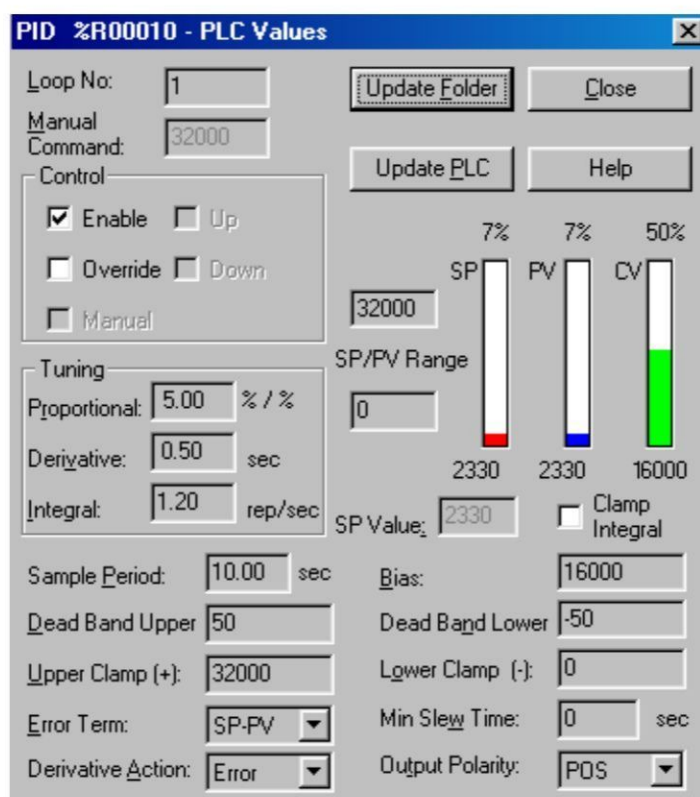 PID %R00010 - PLC Values
Loop No: 1
Update Folder
Close
Manual Command: 32000
Update PLC
Help
Control
Enable
Up
Override
Down
Manual
7% 7% 50%
SP PV CV
32000
SP/PV Range
0
2330 2330 16000
SP Value: 2330
Clamp Integral
Tuning
Proportional: 5.00 % / %
Derivative: 0.50 sec
Integral: 1.20 rep/sec
Sample Period: 10.00 sec
Bias: 16000
Dead Band Upper 50
Dead Band Lower -50
Upper Clamp (+): 32000
Lower Clamp (-): 0
Error Term: SP-PV
Min Slew Time: 0 sec
Derivative Action: Error
Output Polarity: POS